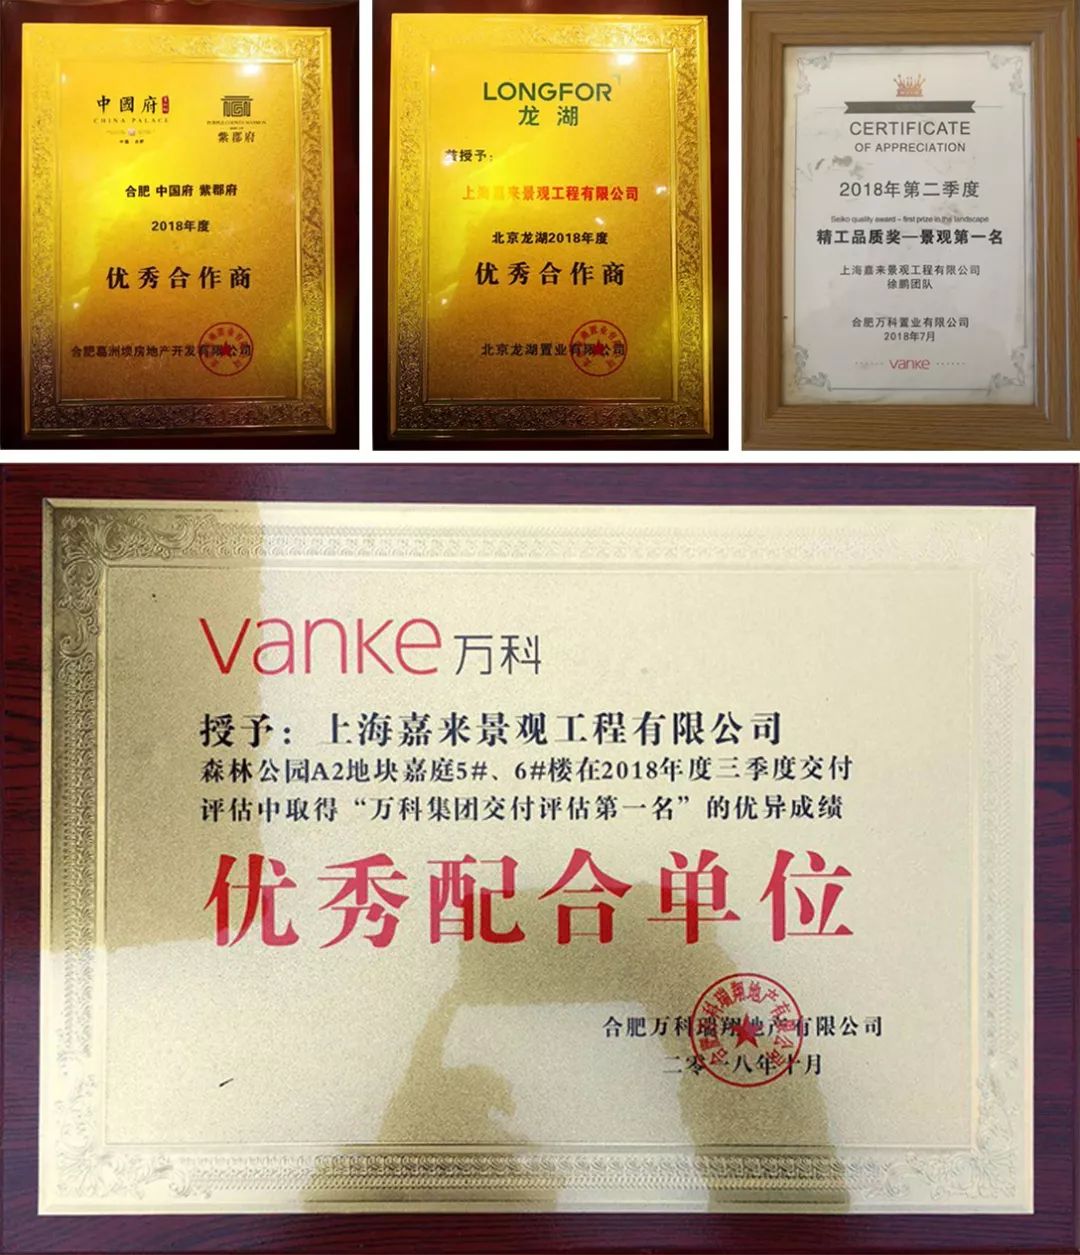 中國府
CHINA PALACE
中国·合肥
紫郡府
合肥 中国府 紫郡府
2018年度
优秀合作商
合肥葛洲坝房地产开发有限公司
LONGFOR
龙湖
兹授予：
上海嘉来景观工程有限公司
北京龙湖2018年度
优秀合作商
北京龙湖置业有限公司
CERTIFICATE
OF APPRECIATION
2018年第二季度
Seiko quality award – first prize in the landscape
精工品质奖—景观第一名
上海嘉来景观工程有限公司
徐鹏团队
合肥万科置业有限公司
2018年7月
vanke
vanke 万科
授予：上海嘉来景观工程有限公司
森林公园A2地块嘉庭5#、6#楼在2018年度三季度交付
评估中取得“万科集团交付评估第一名”的优异成绩
优秀配合单位
合肥万科瑞翔地产有限公司
二零一八年十月